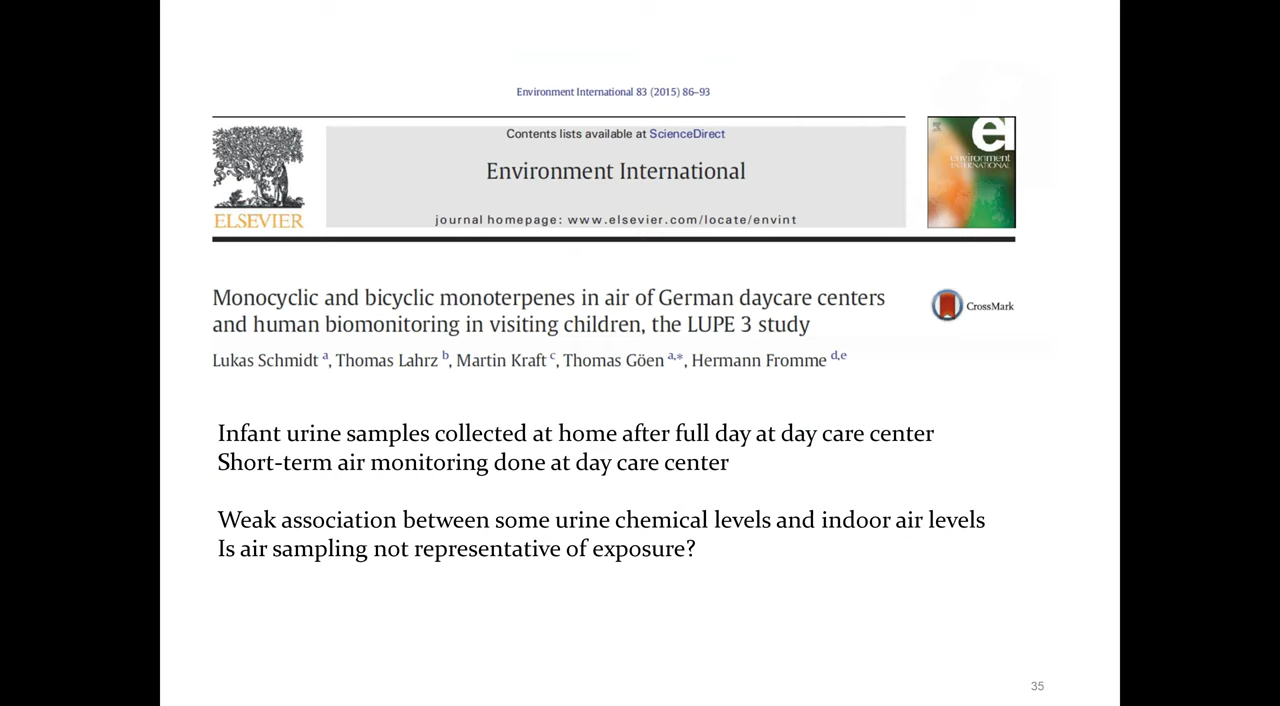 Environment International 83 (2015) 86–93
Contents lists available at ScienceDirect
Environment International
journal homepage: www.elsevier.com/locate/envint
ELSEVIER
ei
environment
INTERNATIONAL
Monocyclic and bicyclic monoterpenes in air of German daycare centers
and human biomonitoring in visiting children, the LUPE 3 study
CrossMark
Lukas Schmidt a, Thomas Lahrz b, Martin Kraft c, Thomas Göen a,*, Hermann Fromme d,e
Infant urine samples collected at home after full day at day care center
Short-term air monitoring done at day care center
Weak association between some urine chemical levels and indoor air levels
Is air sampling not representative of exposure?
35